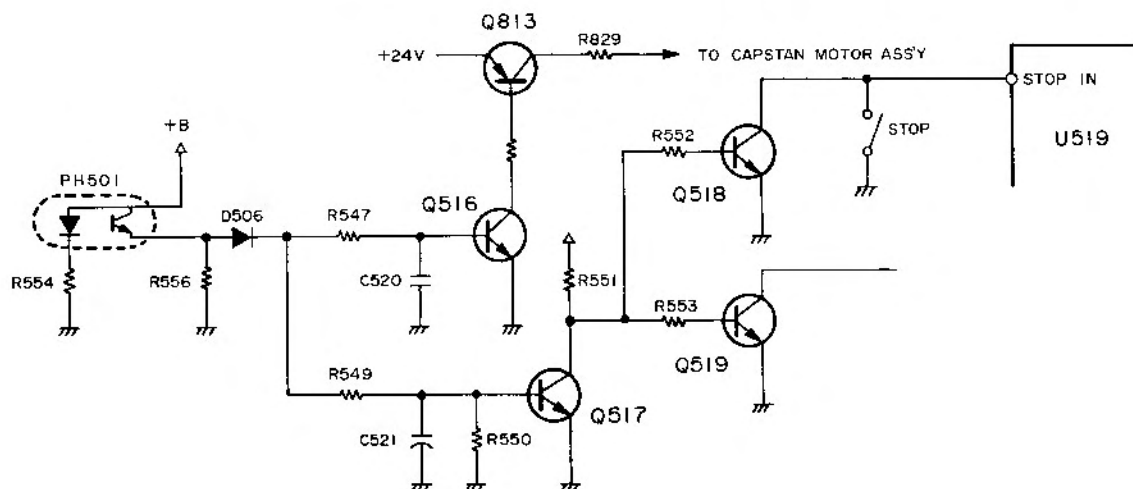 Q813
+24V
R829
TO CAPSTAN MOTOR ASS'Y
STOP IN
+B
R552
STOP
U519
PH501
Q518
D506
R547
Q516
R554
R556
C520
R551
R553
R549
Q519
Q517
C521
R550